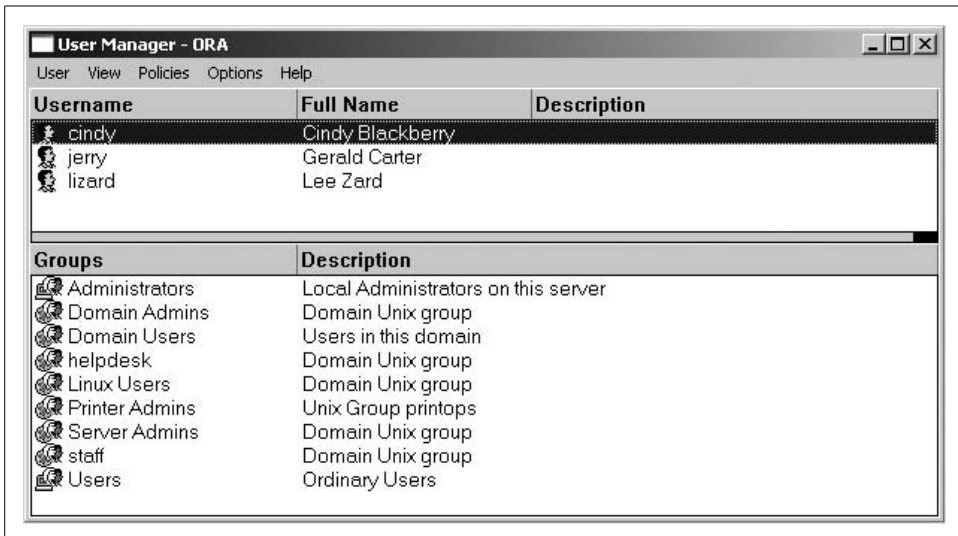 User Manager - ORA
User View Policies Options Help
Username Full Name Description
cindy Cindy Blackberry
jerry Gerald Carter
lizard Lee Zard
Groups Description
Administrators Local Administrators on this server
Domain Admins Domain Unix group
Domain Users Users in this domain
helpdesk Domain Unix group
Linux Users Domain Unix group
Printer Admins Unix Group printops
Server Admins Domain Unix group
staff Domain Unix group
Users Ordinary Users